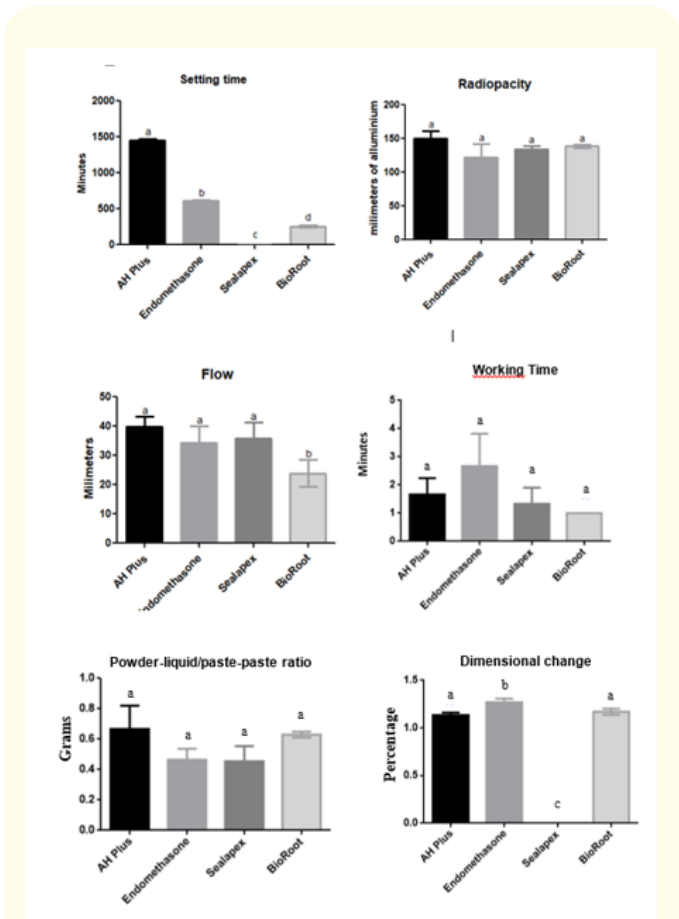 Setting time
2000
1500
1000
500
0
Minutes
a
b
c
d
AH Plus
Endomethasone
Sealapex
BioRoot
Radiopacity
200
150
100
50
0
milimeters of alluminium
a
a
a
a
AH Plus
Endomethasone
Sealapex
BioRoot
Flow
50
40
30
20
10
0
Milimeters
a
a
a
b
AH Plus
ndomethasone
Sealapex
BioRoot
Working Time
5
4
3
2
1
0
Minutes
a
a
a
a
AH Plus
Endomethasone
Sealapex
BioRoot
Powder-liquid/paste-paste ratio
1.0
0.8
0.6
0.4
0.2
0.0
Grams
a
a
a
a
AH Plus
Endomethasone
Sealapex
BioRoot
Dimensional change
1.5
1.0
0.5
0.0
Percentage
a
b
c
a
AH Plus
Endomethasone
Sealapex
BioRoot